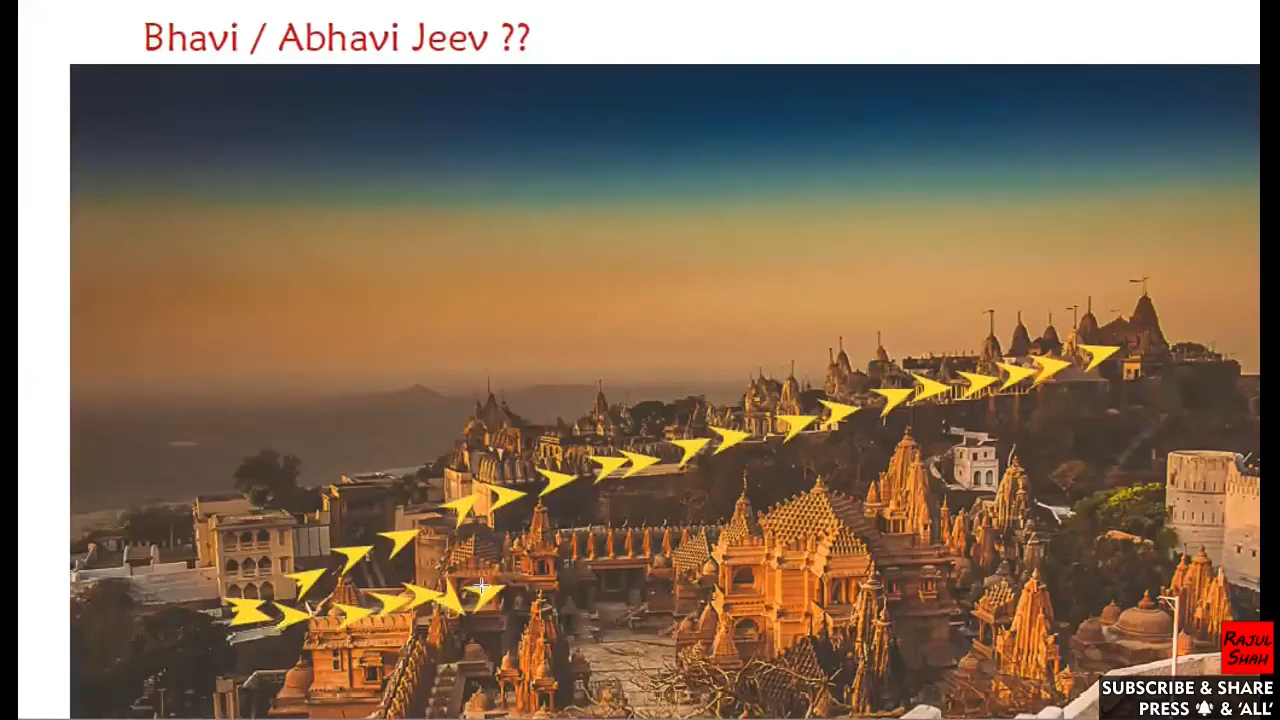 Bhavi / Abhavi Jeev ??
RAJUL
SHAH
SUBSCRIBE & SHARE
PRESS 🔔 & 'ALL'